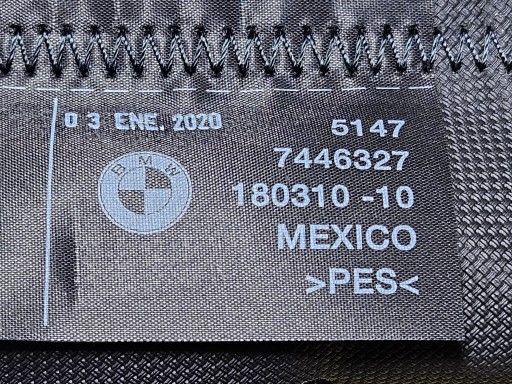 0 3 ENE. 2020
5147
7446327
BMW
180310 -10
MEXICO
>PES<